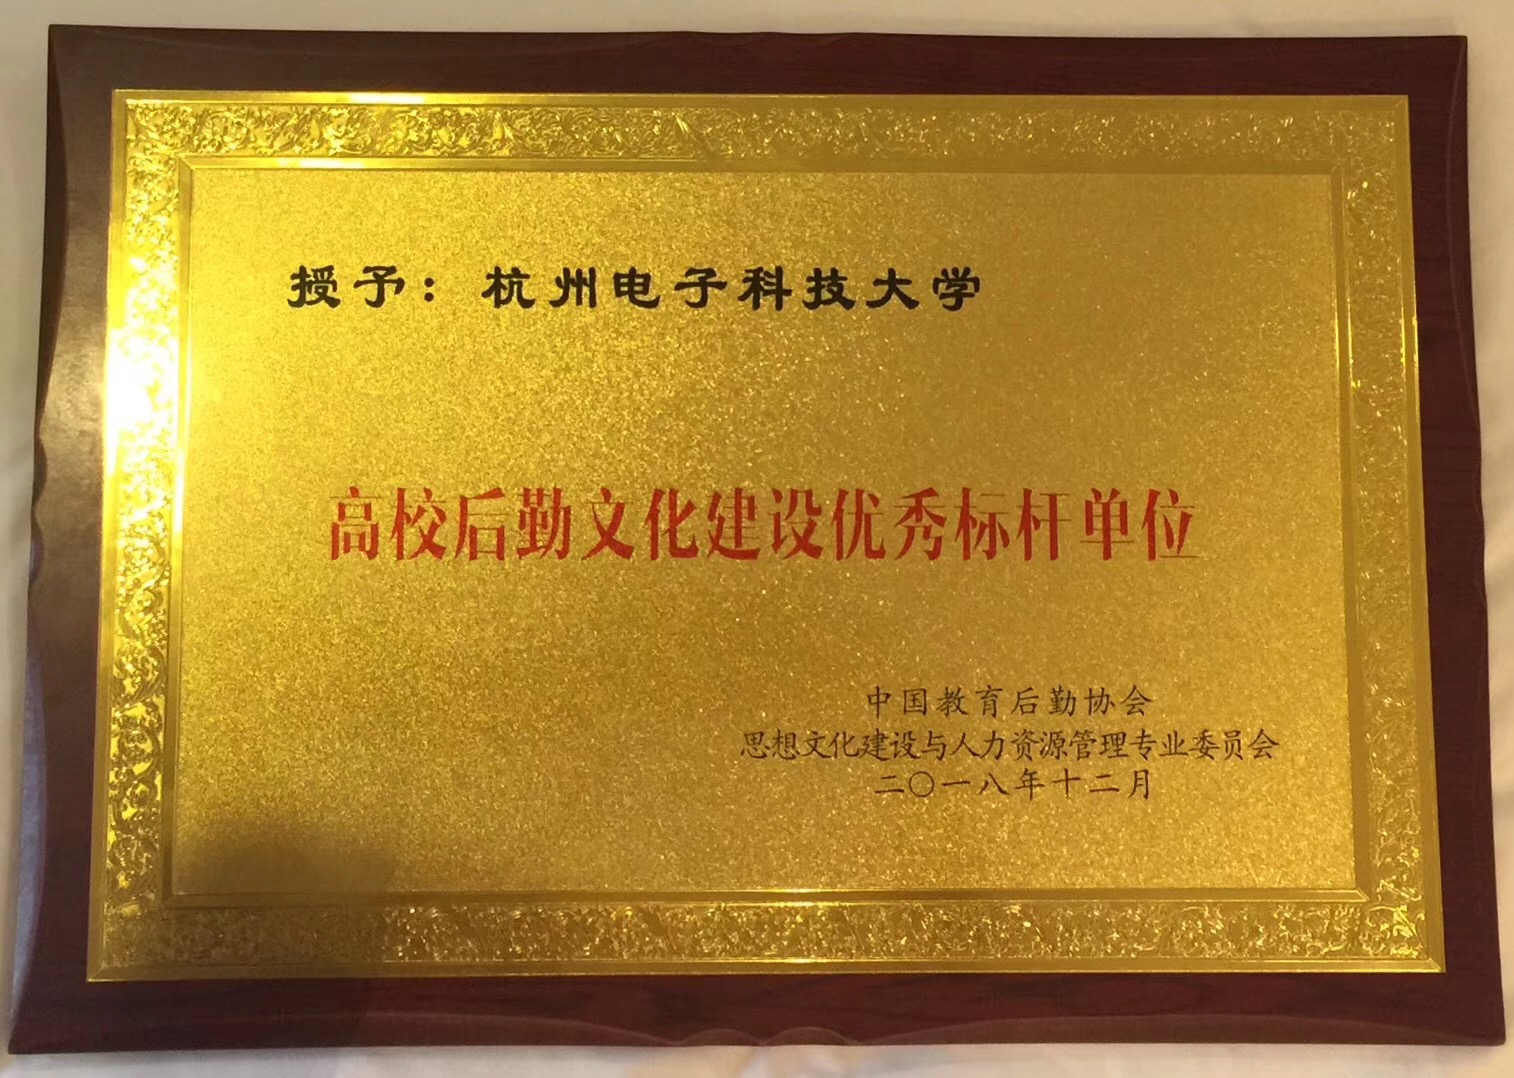 授予：杭州电子科技大学
高校后勤文化建设优秀标杆单位
中国教育后勤协会
思想文化建设与人力资源管理专业委员会
二〇一八年十二月